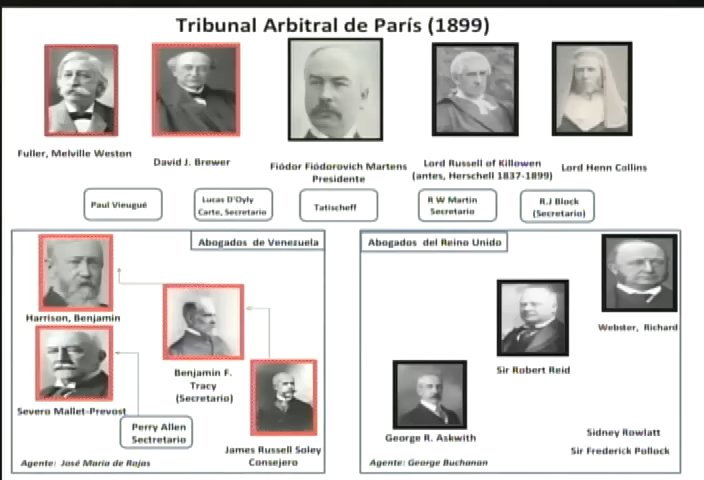 Tribunal Arbitral de París (1899)
Fuller, Melville Weston
David J. Brewer
Fiódor Fiódorovich Martens
Presidente
Lord Russell of Killowen
(antes, Herschell 1837-1899)
Lord Henn Collins
Paul Vieugué
Lucas D'Oyly
Carte, Secretario
Tatischeff
R W Martin
Secretario
R.J Block
(Secretario)
Abogados de Venezuela
Harrison, Benjamin
Benjamin F.
Tracy
(Secretario)
Severo Mallet-Prevost
Perry Allen
Sectretario
James Russell Soley
Consejero
Agente: José María de Rojas
Abogados del Reino Unido
Webster, Richard
Sir Robert Reid
George R. Askwith
Sidney Rowlatt
Sir Frederick Pollock
Agente: George Buchanan